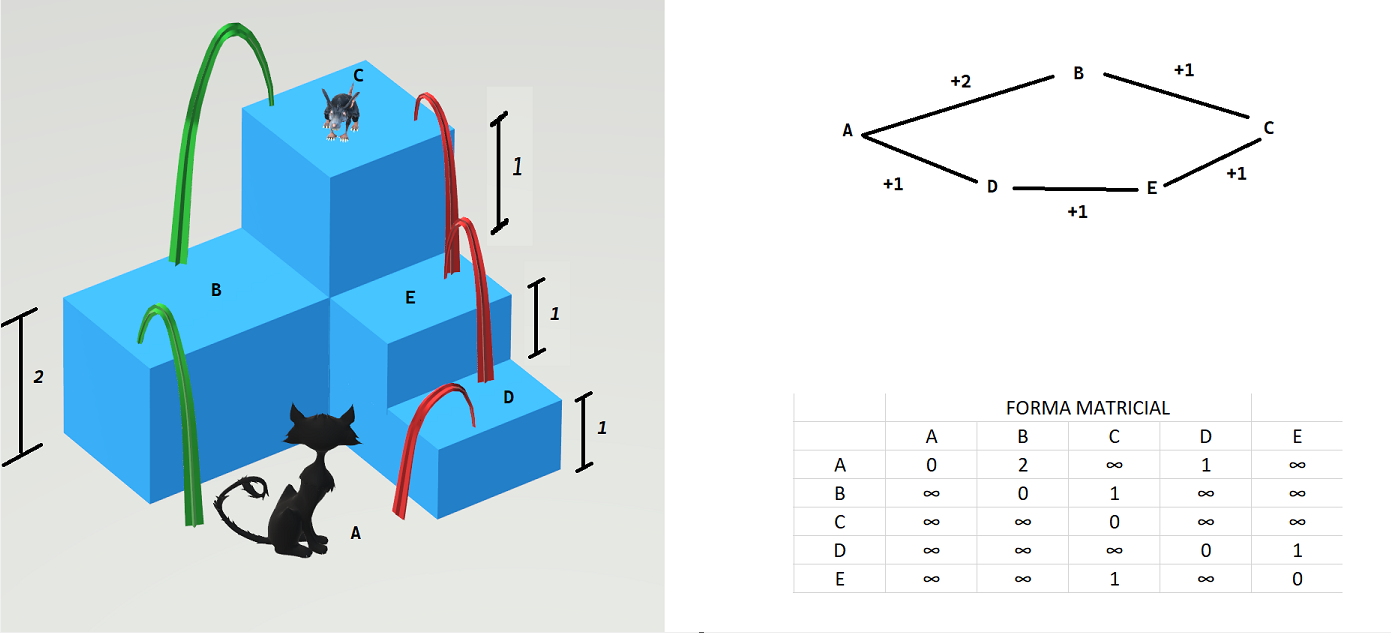 C
1
B
E
1
2
D
1
A
+2
B
+1
A
C
+1
D
E
+1
+1
FORMA MATRICIAL
A B C D E
A 0 2 ∞ 1 ∞
B ∞ 0 1 ∞ ∞
C ∞ ∞ 0 ∞ ∞
D ∞ ∞ ∞ 0 1
E ∞ ∞ 1 ∞ 0